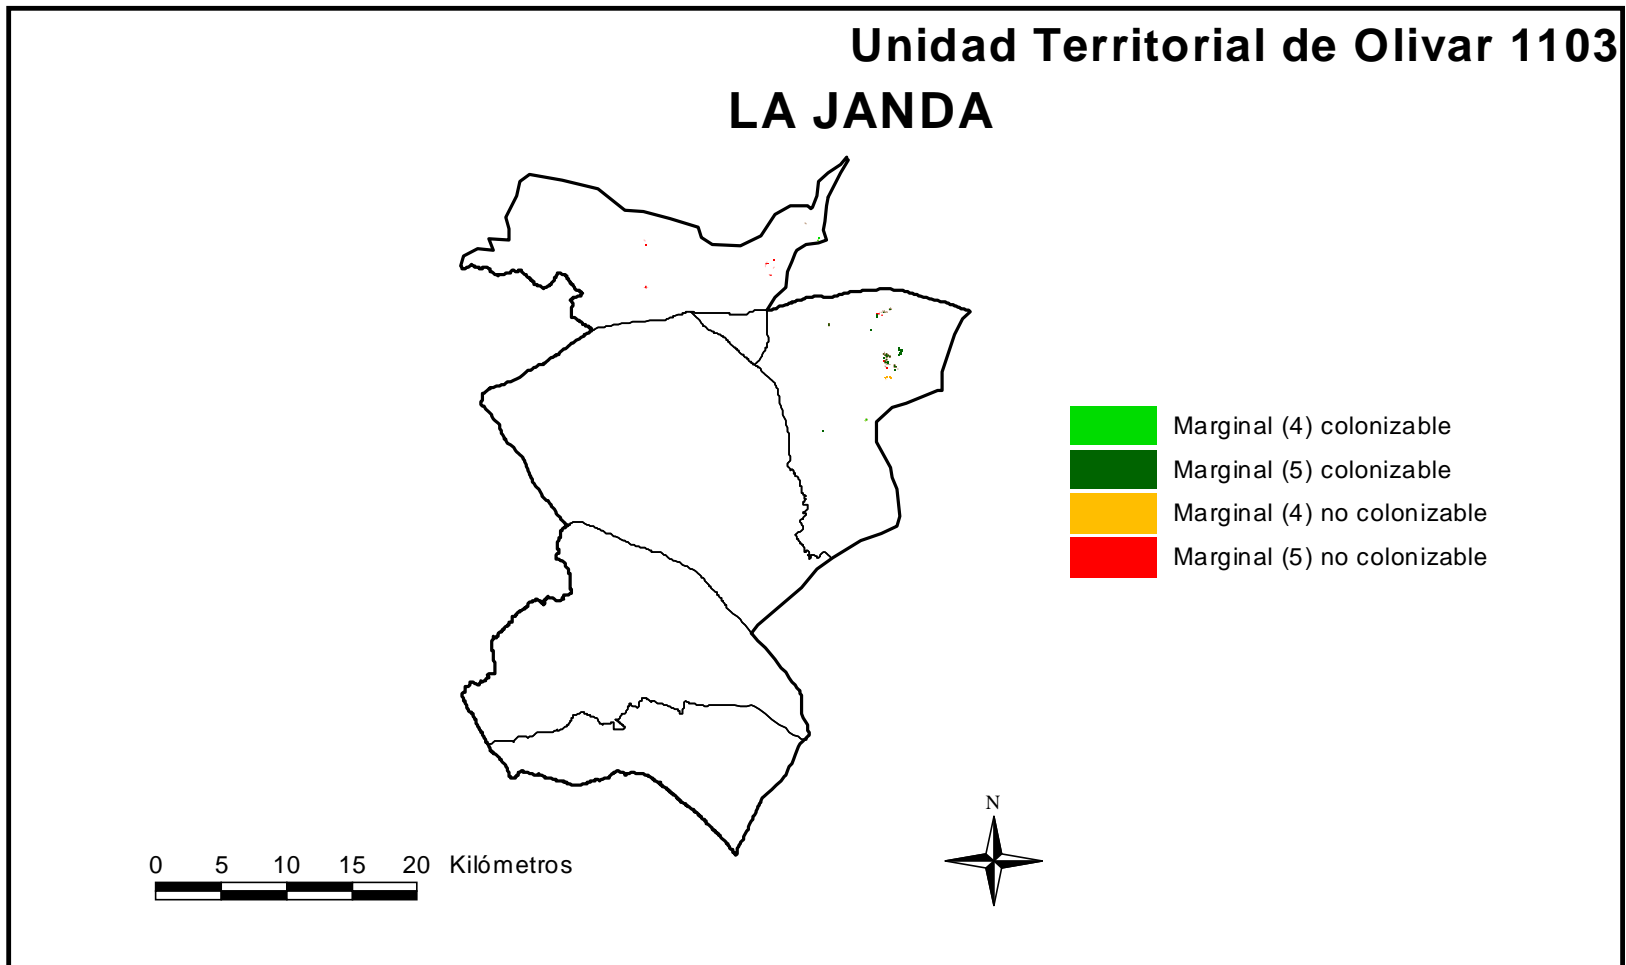 Unidad Territorial de Olivar 1103
LA JANDA
Marginal (4) colonizable
Marginal (5) colonizable
Marginal (4) no colonizable
Marginal (5) no colonizable
N
0 5 10 15 20 Kilómetros